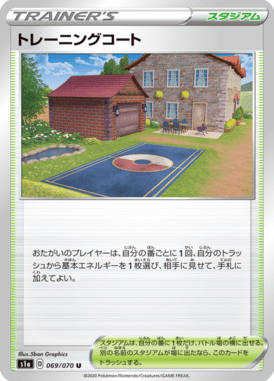 TRAINER'S スタジアム
トレーニングコート
おたがいのプレイヤーは、自分の番ごとに1回、自分のトラッ
シュから基本エネルギーを1枚選び、相手に見せて、手札に
加えてよい。
Illus.5ban Graphics
s1a D 069/070 U
スタジアムは、自分の番に1枚だけ、バトル場の横に出せる。
別の名前のスタジアムが場に出たなら、このカードを
トラッシュする。
©2020 Pokémon/Nintendo/Creatures/GAME FREAK.